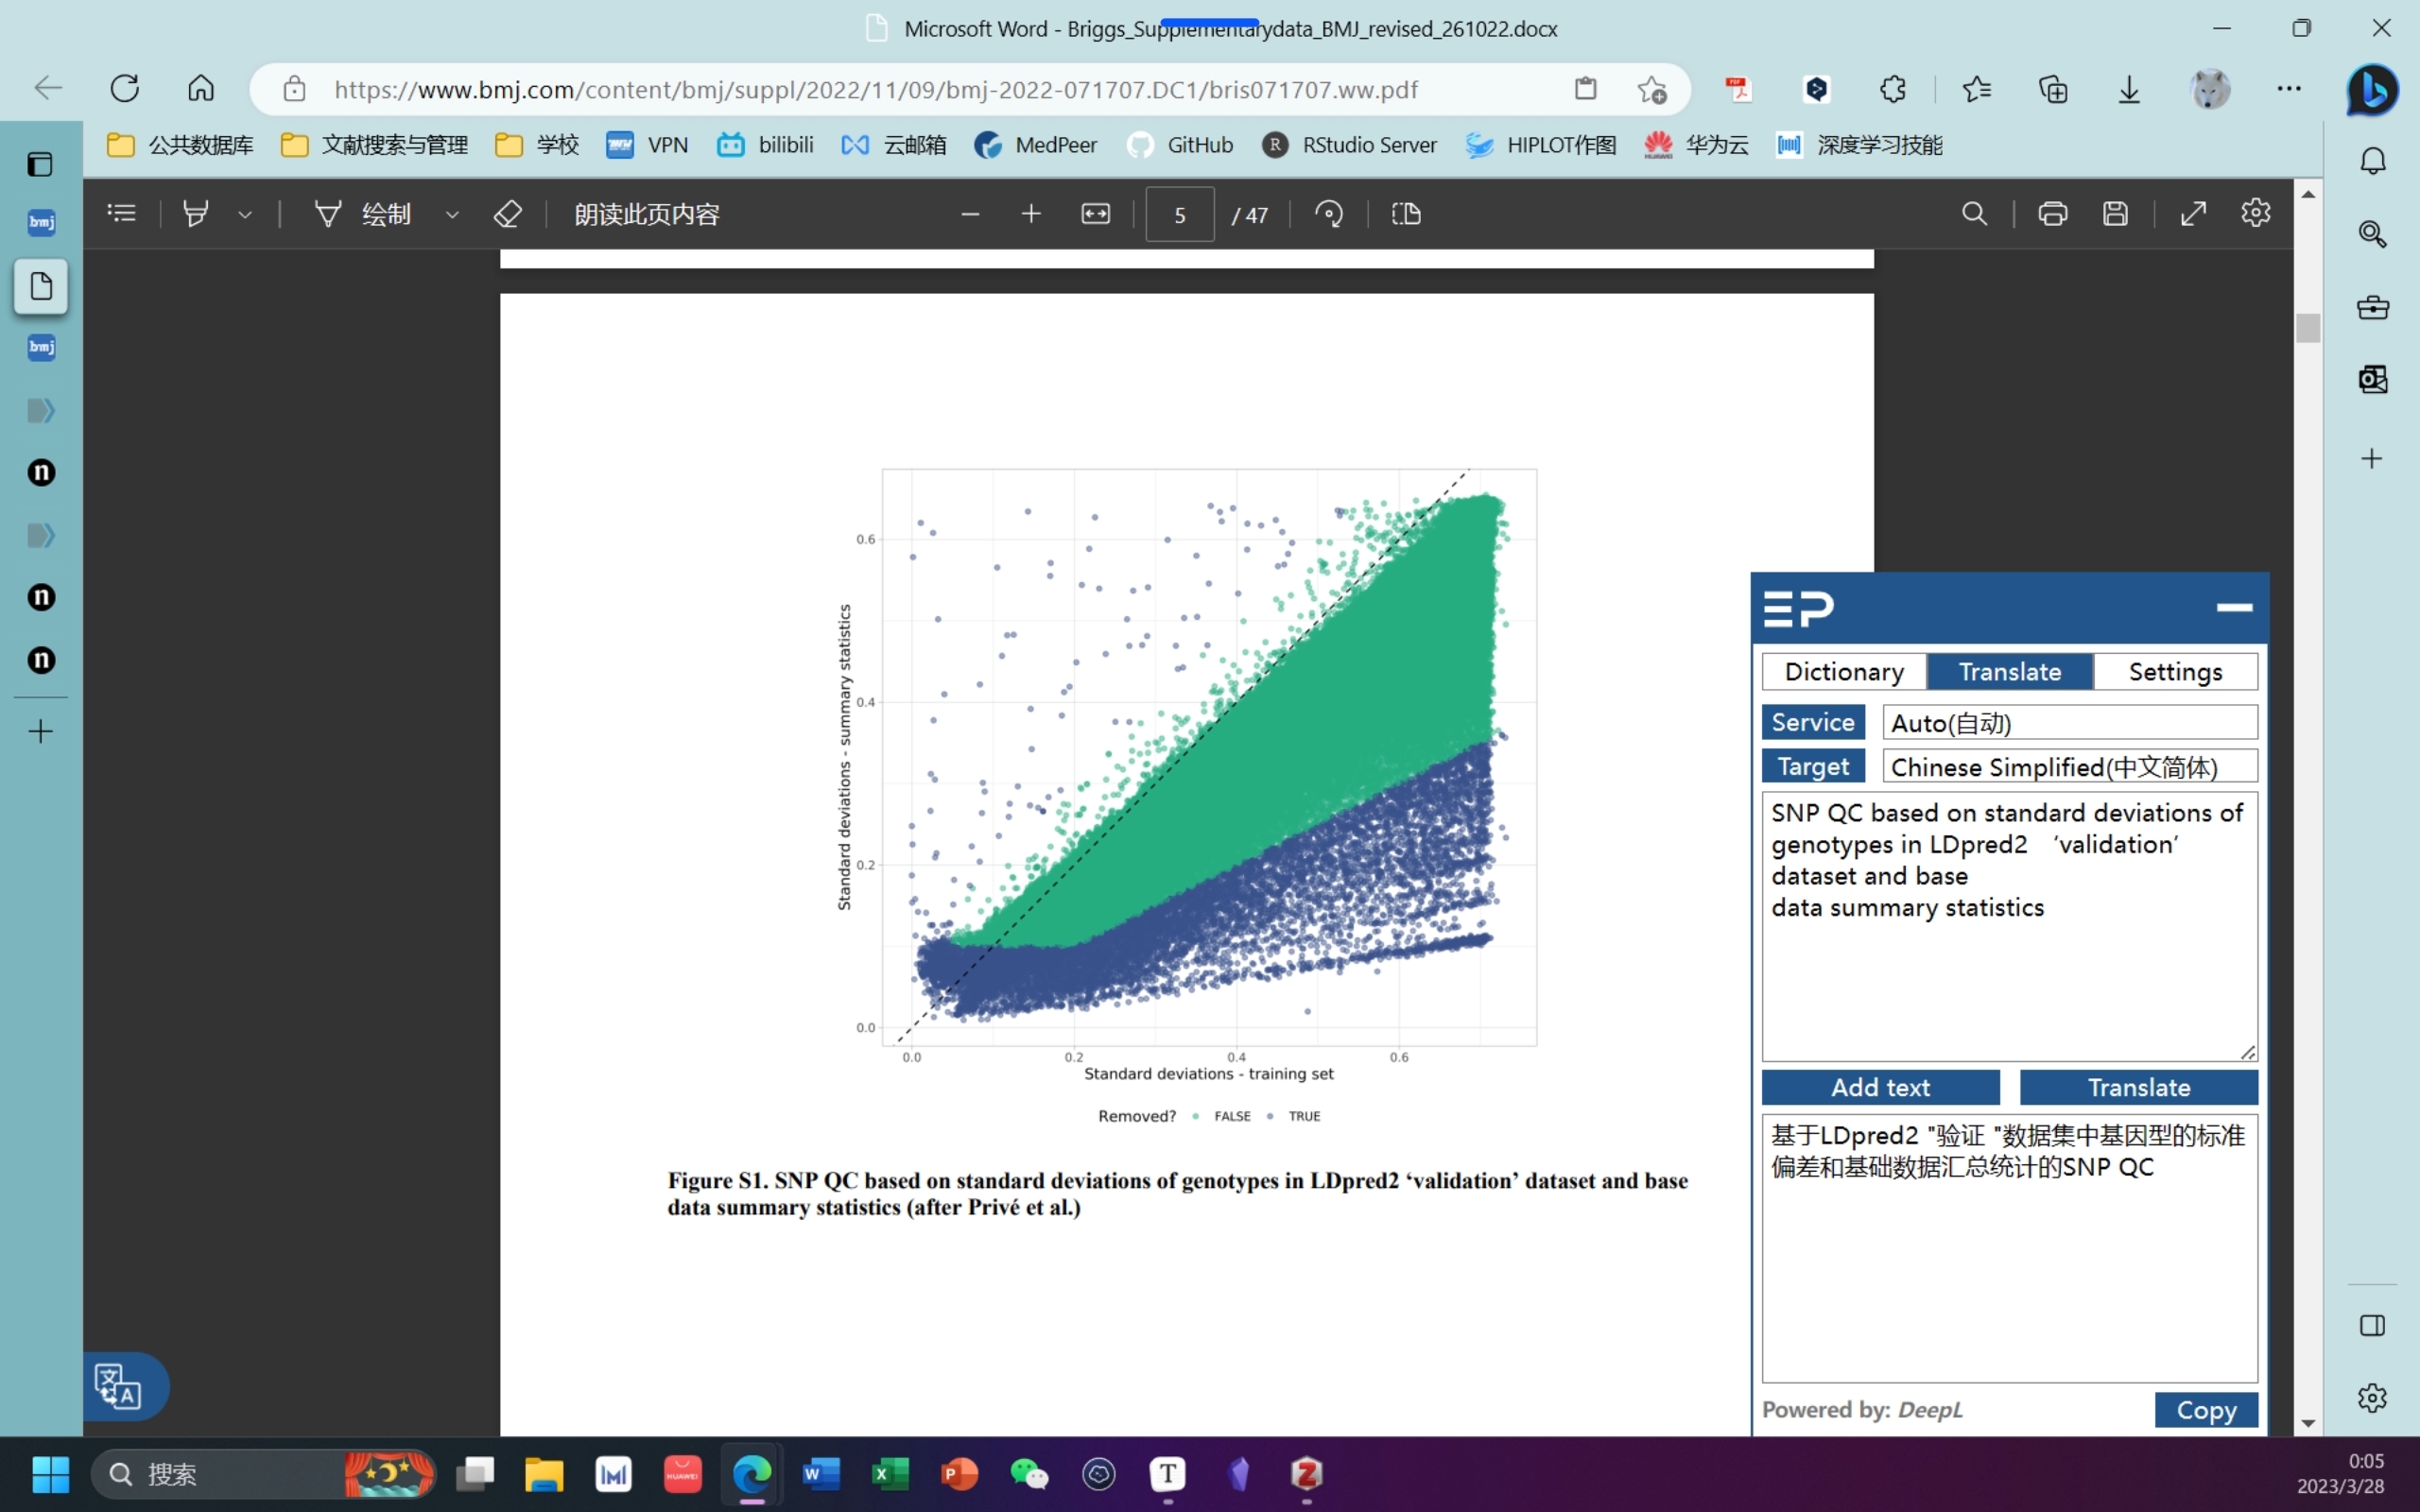 Microsoft Word - Briggs_Supplementarydata_BMJ_revised_261022.docx
https://www.bmj.com/content/bmj/suppl/2022/11/09/bmj-2022-071707.DC1/bris071707.ww.pdf
公共数据库 文献搜索与管理 学校 VPN bilibili 云邮箱 MedPeer GitHub R RStudio Server HIPLOT作图 HUAWEI 华为云 深度学习技能
绘制 朗读此页内容 5 / 47
bmj
bmj
n
n
n
0.6
0.4
0.2
0.0
Standard deviations - summary statistics
0.0 0.2 0.4 0.6
Standard deviations - training set
Removed? FALSE TRUE
Figure S1. SNP QC based on standard deviations of genotypes in LDpred2 ‘validation’ dataset and base
data summary statistics (after Privé et al.)
EP
Dictionary Translate Settings
Service Auto(自动)
Target Chinese Simplified(中文简体)
SNP QC based on standard deviations of
genotypes in LDpred2 ‘validation’
dataset and base
data summary statistics
Add text Translate
基于LDpred2 "验证 "数据集中基因型的标准
偏差和基础数据汇总统计的SNP QC
Powered by: DeepL Copy
文 A
搜索 HUAWEI W X P T Z
0:05
2023/3/28